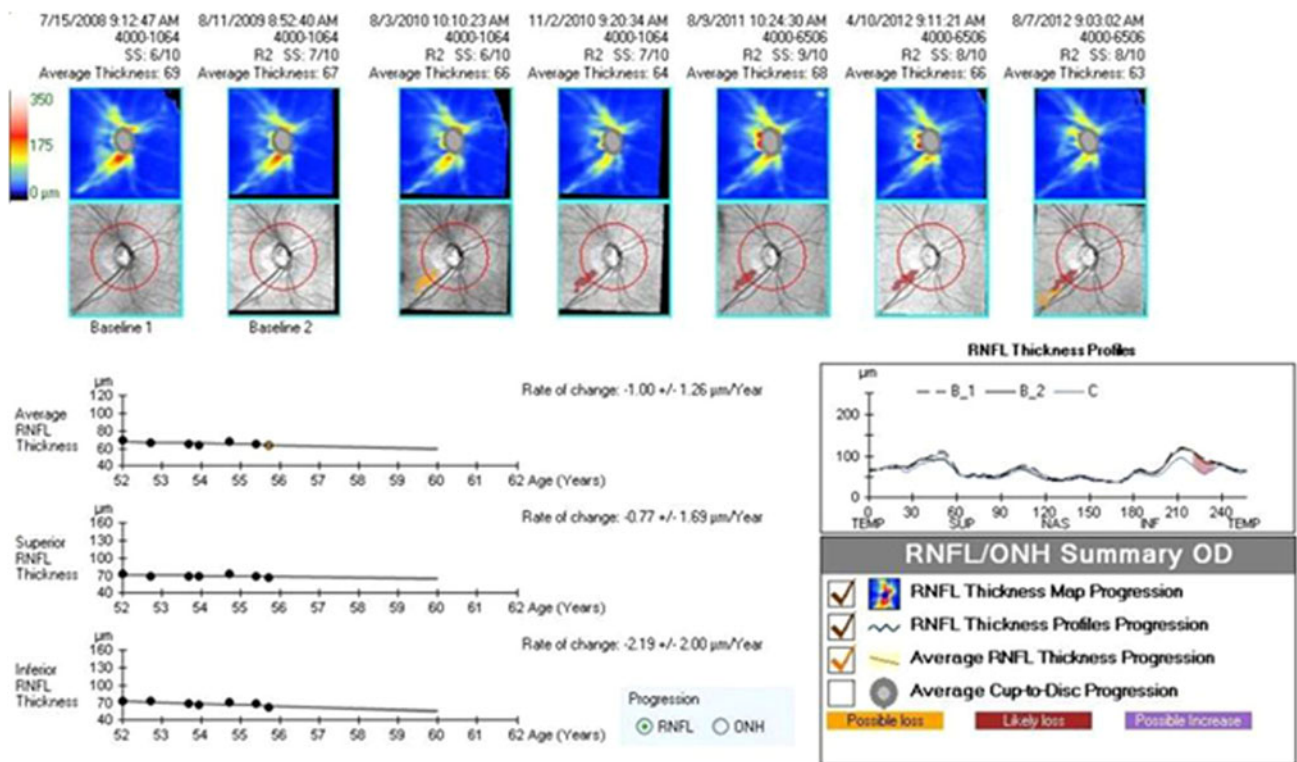 7/15/2008 9:12:47 AM
4000-1064
SS: 6/10
Average Thickness: 69
8/11/2009 8:52:40 AM
4000-1064
R2 SS: 7/10
Average Thickness: 67
8/3/2010 10:10:23 AM
4000-1064
R2 SS: 6/10
Average Thickness: 66
11/2/2010 9:20:34 AM
4000-1064
R2 SS: 7/10
Average Thickness: 64
8/9/2011 10:24:30 AM
4000-6506
R2 SS: 9/10
Average Thickness: 68
4/10/2012 9:11:21 AM
4000-6506
R2 SS: 8/10
Average Thickness: 66
8/7/2012 9:03:02 AM
4000-6506
R2 SS: 8/10
Average Thickness: 63
350
175
0 µm
Baseline 1
Baseline 2
Average
RNFL
Thickness
µm
120
100
80
60
40
Rate of change: -1.00 +/- 1.26 µm/Year
52 53 54 55 56 57 58 59 60 61 62 Age (Years)
Superior
RNFL
Thickness
µm
160
130
100
70
40
Rate of change: -0.77 +/- 1.69 µm/Year
52 53 54 55 56 57 58 59 60 61 62 Age (Years)
Inferior
RNFL
Thickness
µm
160
130
100
70
40
Rate of change: -2.19 +/- 2.00 µm/Year
52 53 54 55 56 57 58 59 60 61 62 Age (Years)
Progression
RNFL
ONH
RNFL Thickness Profiles
µm
B_1
B_2
C
200
100
0
0 30 60 90 120 150 180 210 240
TEMP SUP NAS INF TEMP
RNFL/ONH Summary OD
RNFL Thickness Map Progression
RNFL Thickness Profiles Progression
Average RNFL Thickness Progression
Average Cup-to-Disc Progression
Possible loss
Likely loss
Possible Increase